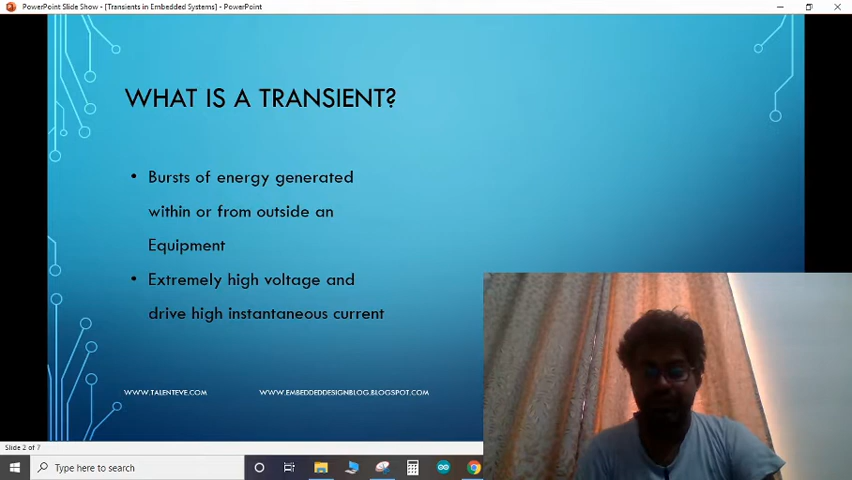 PowerPoint Slide Show - [Transients in Embedded Systems] - PowerPoint
WHAT IS A TRANSIENT?
• Bursts of energy generated
within or from outside an
Equipment
• Extremely high voltage and
drive high instantaneous current
WWW.TALENTEVE.COM WWW.EMBEDDEDDESIGNBLOG.BLOGSPOT.COM
Slide 2 of 7
Type here to search